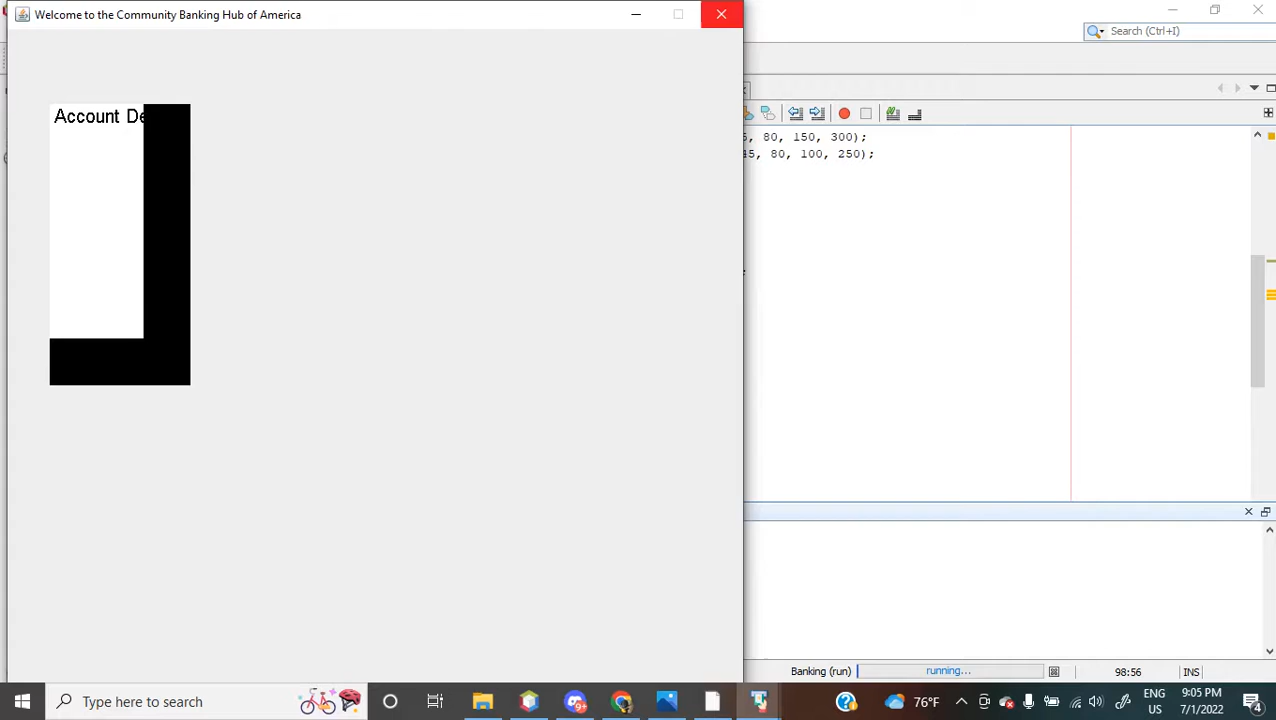 Welcome to the Community Banking Hub of America
Search (Ctrl+I)
Account De
5, 80, 150, 300);
45, 80, 100, 250);
;
Banking (run)
running...
98:56
INS
Type here to search
9+
76°F
ENG
US
9:05 PM
7/1/2022
4